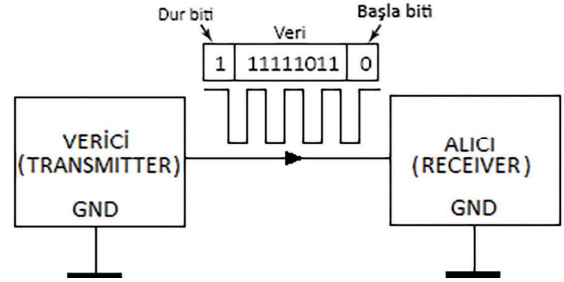 Dur biti
Veri
Başla biti
1 11111011 0
VERİCİ
(TRANSMITTER)
GND
ALICI
(RECEIVER)
GND